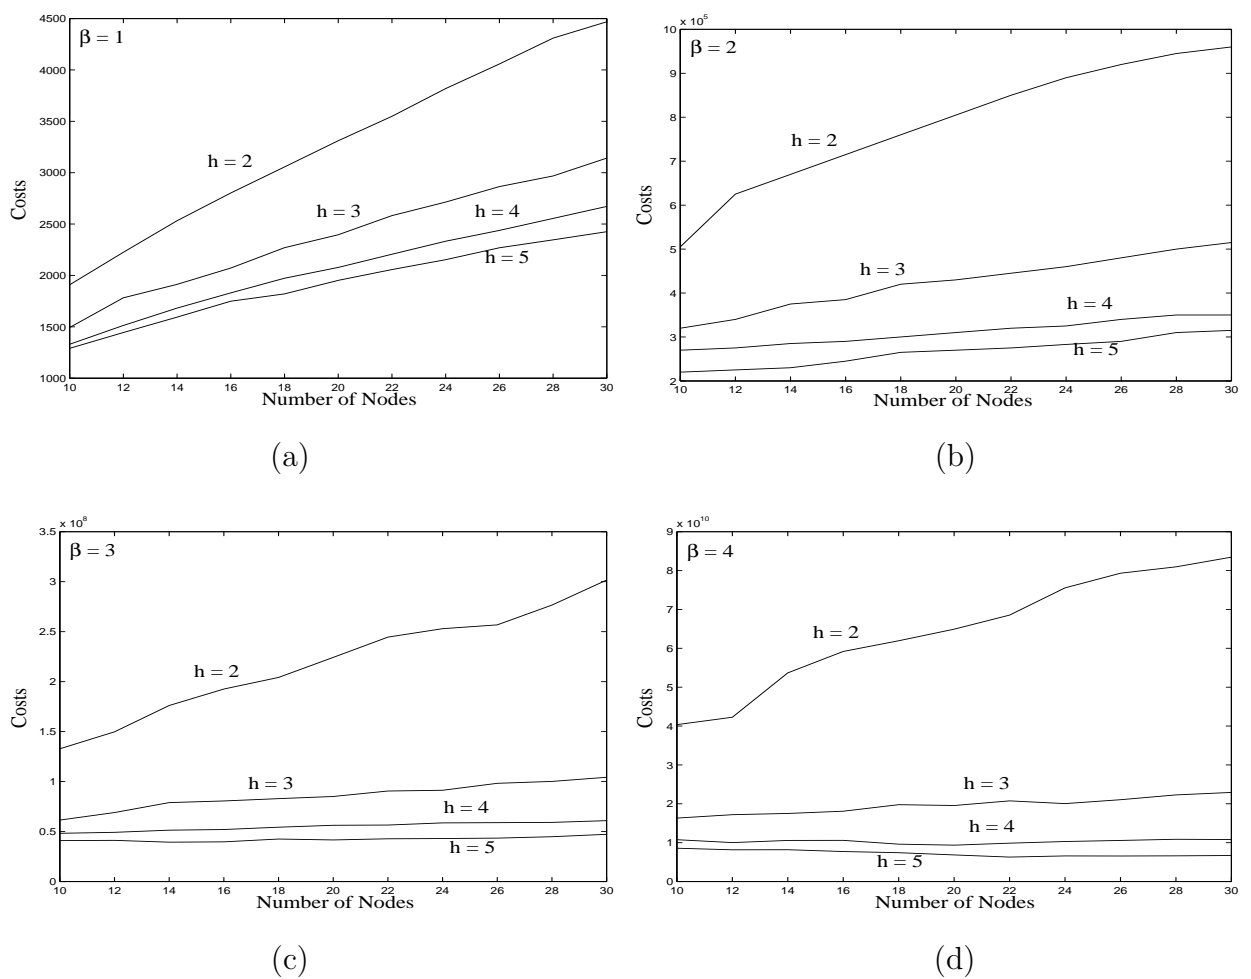 β = 1
4500
4000
3500
3000
2500
2000
1500
1000
Costs
h = 2
h = 3
h = 4
h = 5
10 12 14 16 18 20 22 24 26 28 30
Number of Nodes
(a)
x 10⁵
β = 2
10
9
8
7
6
5
4
3
2
Costs
h = 2
h = 3
h = 4
h = 5
10 12 14 16 18 20 22 24 26 28 30
Number of Nodes
(b)
x 10⁸
β = 3
3.5
3
2.5
2
1.5
1
0.5
0
Costs
h = 2
h = 3
h = 4
h = 5
10 12 14 16 18 20 22 24 26 28 30
Number of Nodes
(c)
x 10¹⁰
β = 4
9
8
7
6
5
4
3
2
1
0
Costs
h = 2
h = 3
h = 4
h = 5
10 12 14 16 18 20 22 24 26 28 30
Number of Nodes
(d)